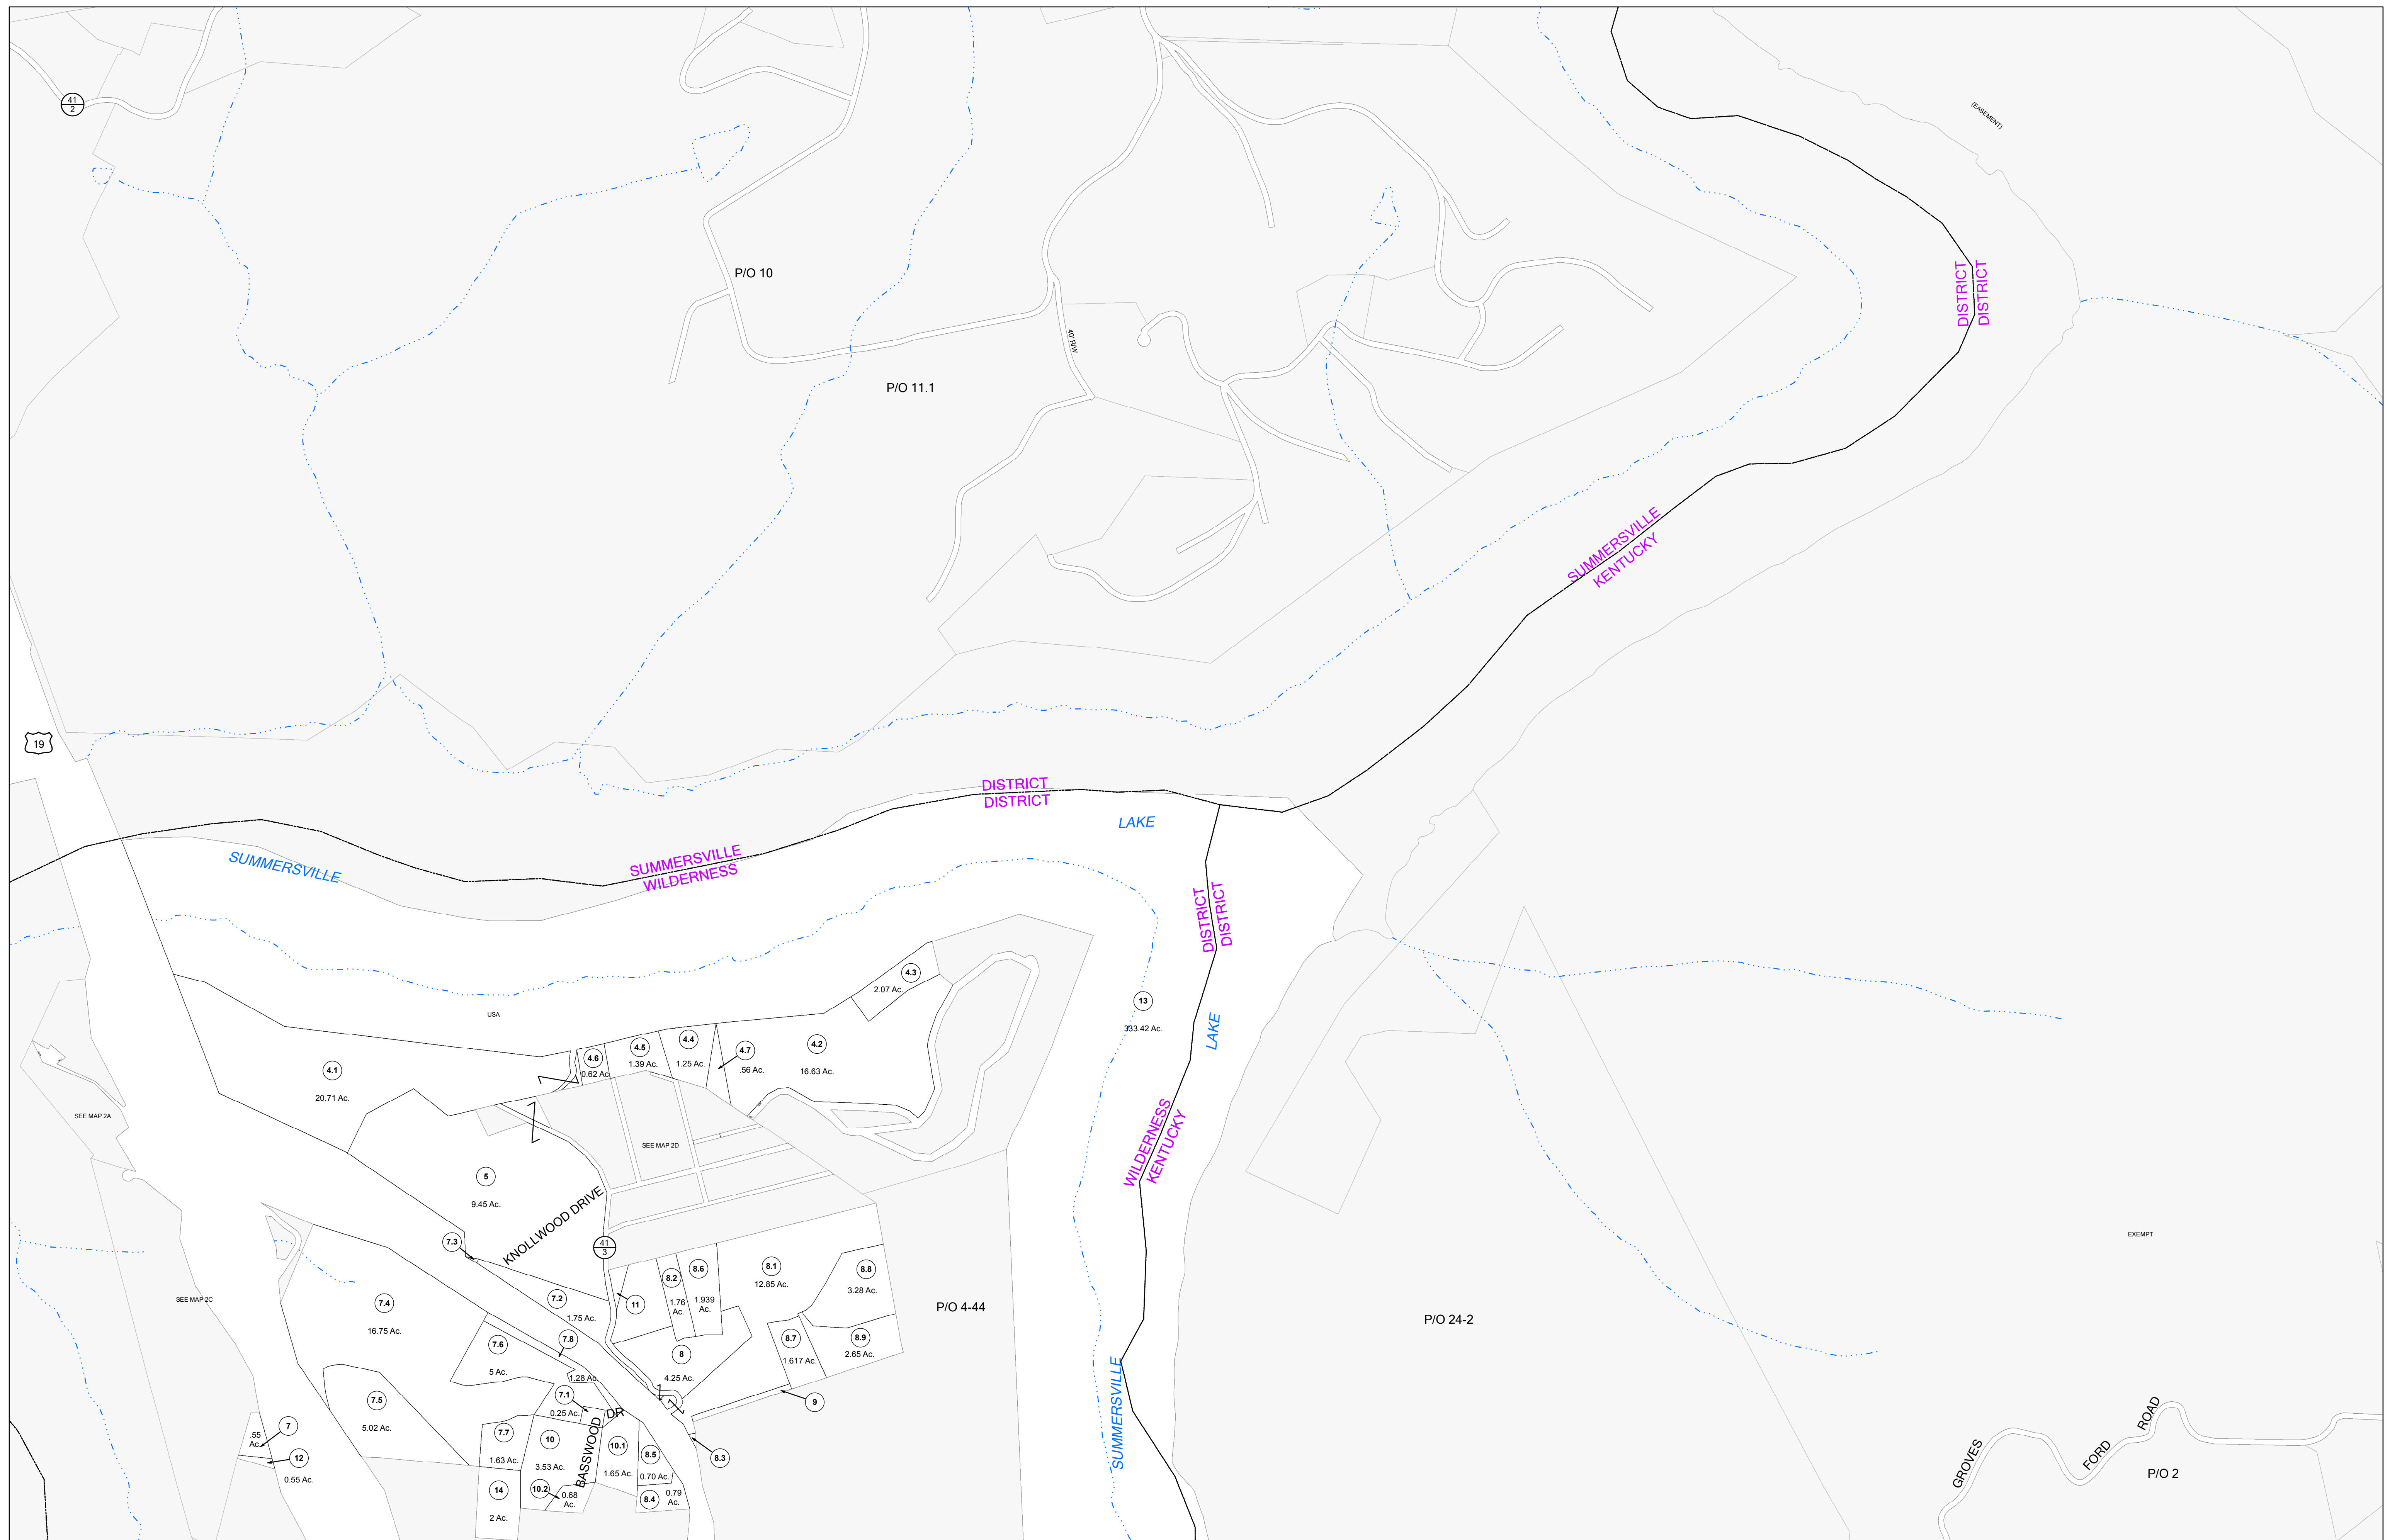 41
2
(EASEMENT)
P/O 10
DISTRICT
DISTRICT
40' R/W
P/O 11.1
SUMMERSVILLE
KENTUCKY
19
DISTRICT
DISTRICT
LAKE
SUMMERSVILLE
SUMMERSVILLE
WILDERNESS
DISTRICT
DISTRICT
4.3
2.07 Ac.
13
333.42 Ac.
USA
LAKE
4.1
20.71 Ac.
4.6
0.62 Ac.
4.5
1.39 Ac.
4.4
1.25 Ac.
4.7
.56 Ac.
4.2
16.63 Ac.
SEE MAP 2A
SEE MAP 2D
WILDERNESS
KENTUCKY
5
9.45 Ac.
KNOLLWOOD DRIVE
7.3
41
3
EXEMPT
8.2
1.76
Ac.
8.6
1.939
Ac.
8.1
12.85 Ac.
8.8
3.28 Ac.
SEE MAP 2C
7.4
16.75 Ac.
7.2
1.75 Ac.
11
P/O 4-44
P/O 24-2
7.6
5 Ac.
7.8
1.28 Ac.
8
4.25 Ac.
8.7
1.617 Ac.
8.9
2.65 Ac.
7.5
5.02 Ac.
7.1
0.25 Ac.
BASSWOOD DR
9
SUMMERSVILLE
7
.55
Ac.
12
0.55 Ac.
7.7
1.63 Ac.
10
3.53 Ac.
10.1
1.65 Ac.
8.5
0.70 Ac.
8.3
14
2 Ac.
10.2
0.68
Ac.
8.4
0.79
Ac.
GROVES FORD ROAD
P/O 2